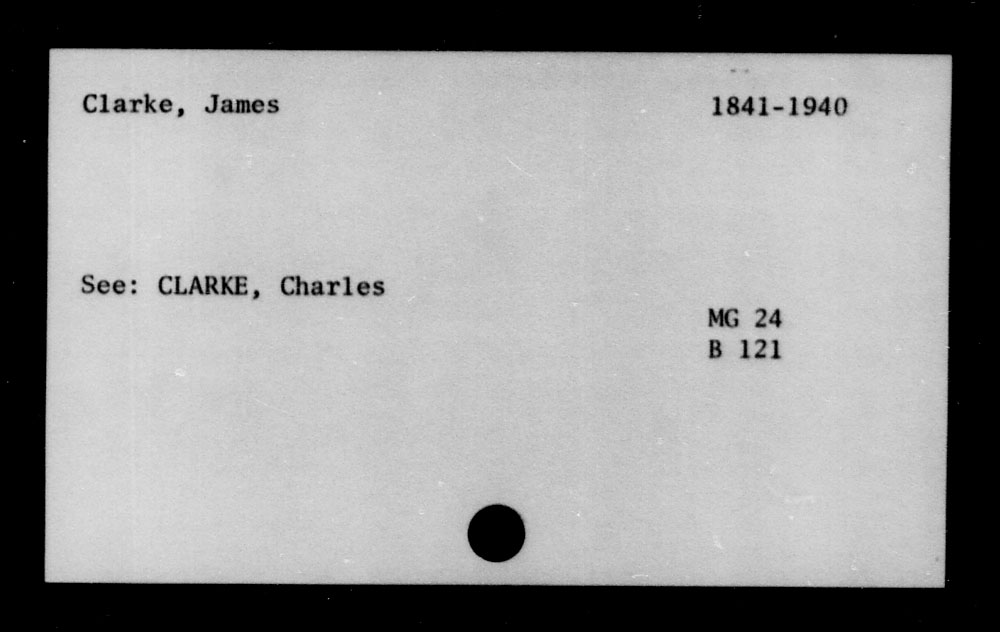 Clarke, James 1841-1940
See: CLARKE, Charles
MG 24
B 121